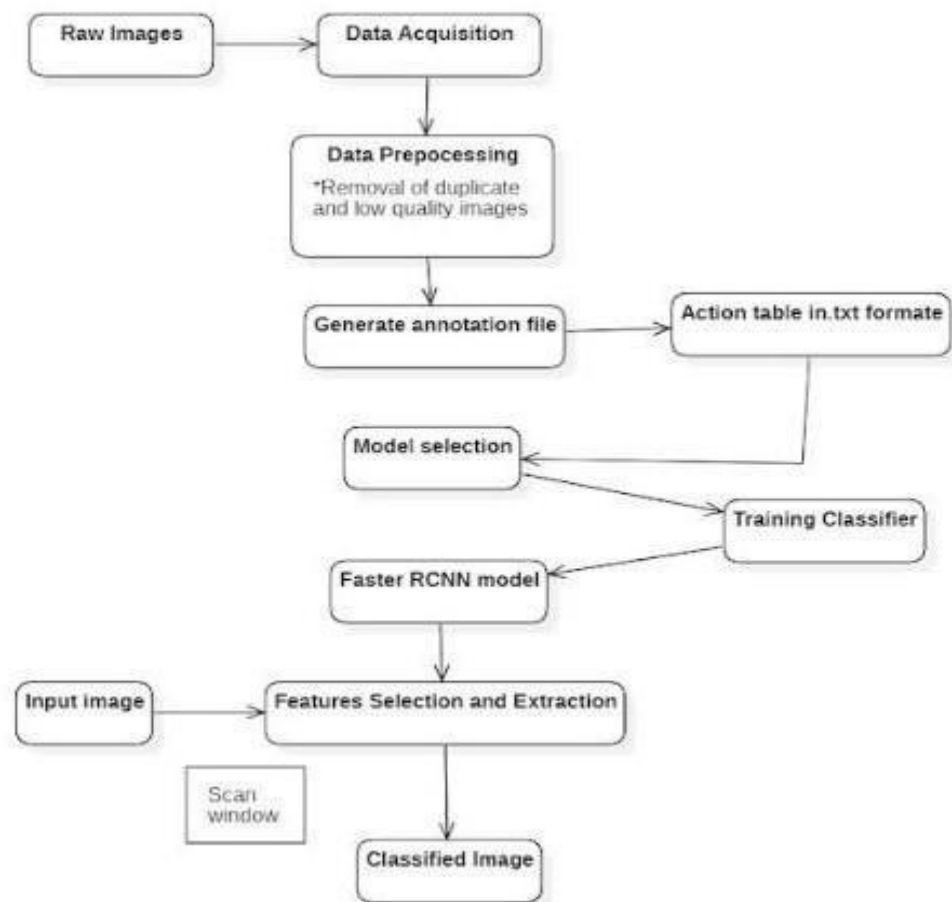 Raw Images
Data Acquisition
Data Prepocessing
*Removal of duplicate
and low quality images
Generate annotation file
Action table in.txt formate
Model selection
Training Classifier
Faster RCNN model
Input image
Features Selection and Extraction
Scan
window
Classified Image